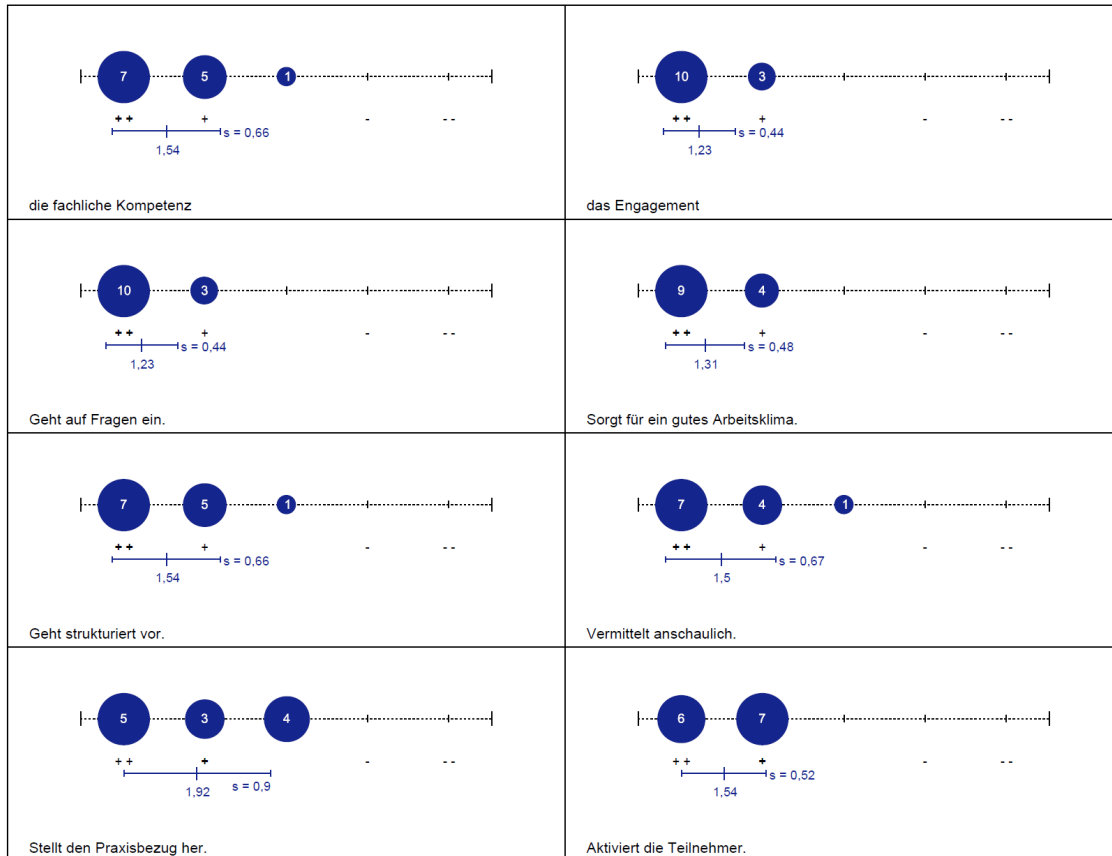 7 5 1
++ + - --
s = 0,66
1,54
die fachliche Kompetenz
10 3
++ + - --
s = 0,44
1,23
das Engagement
10 3
++ + - --
s = 0,44
1,23
Geht auf Fragen ein.
9 4
++ + - --
s = 0,48
1,31
Sorgt für ein gutes Arbeitsklima.
7 5 1
++ + - --
s = 0,66
1,54
Geht strukturiert vor.
7 4 1
++ + - --
s = 0,67
1,5
Vermittelt anschaulich.
5 3 4
++ + - --
s = 0,9
1,92
Stellt den Praxisbezug her.
6 7
++ + - --
s = 0,52
1,54
Aktiviert die Teilnehmer.